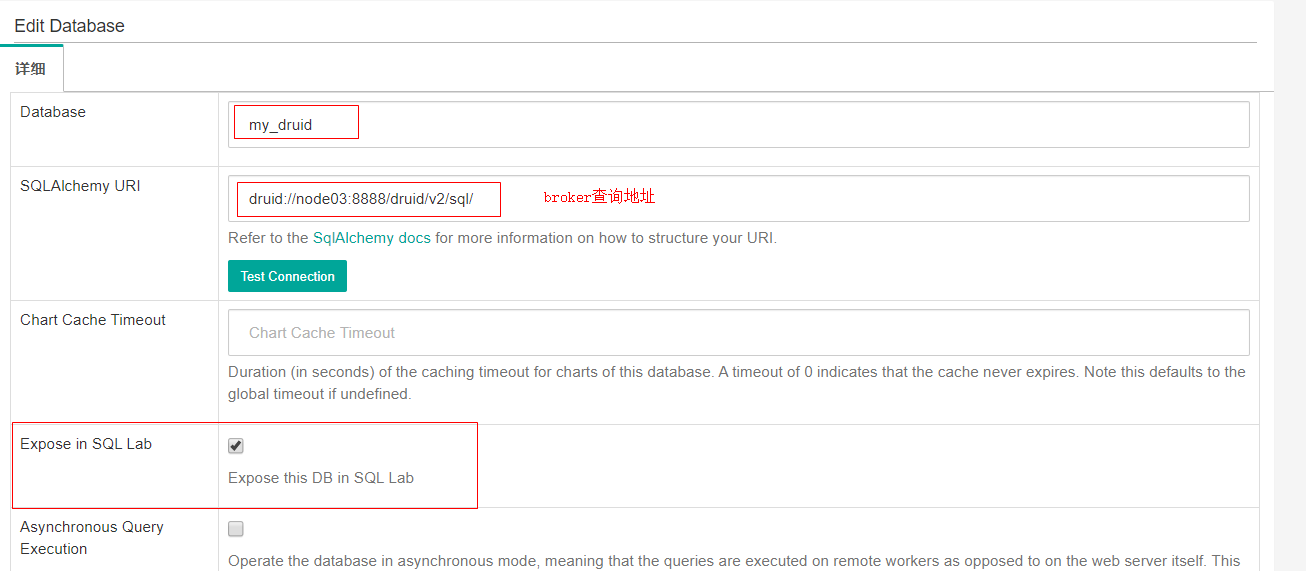 Edit Database
详细
Database
my_druid
SQLAlchemy URI
druid://node03:8888/druid/v2/sql/
broker查询地址
Refer to the SqlAlchemy docs for more information on how to structure your URI.
Test Connection
Chart Cache Timeout
Chart Cache Timeout
Duration (in seconds) of the caching timeout for charts of this database. A timeout of 0 indicates that the cache never expires. Note this defaults to the
global timeout if undefined.
Expose in SQL Lab
Expose this DB in SQL Lab
Asynchronous Query
Execution
Operate the database in asynchronous mode, meaning that the queries are executed on remote workers as opposed to on the web server itself. This